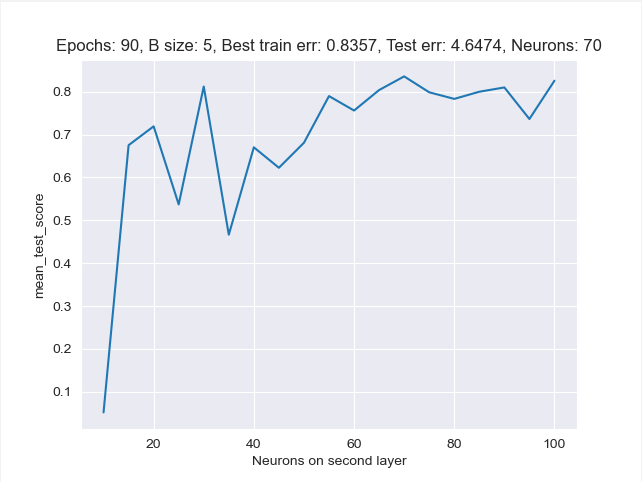 Epochs: 90, B size: 5, Best train err: 0.8357, Test err: 4.6474, Neurons: 70
0.8
0.7
0.6
0.5
0.4
0.3
0.2
0.1
mean_test_score
20 40 60 80 100
Neurons on second layer